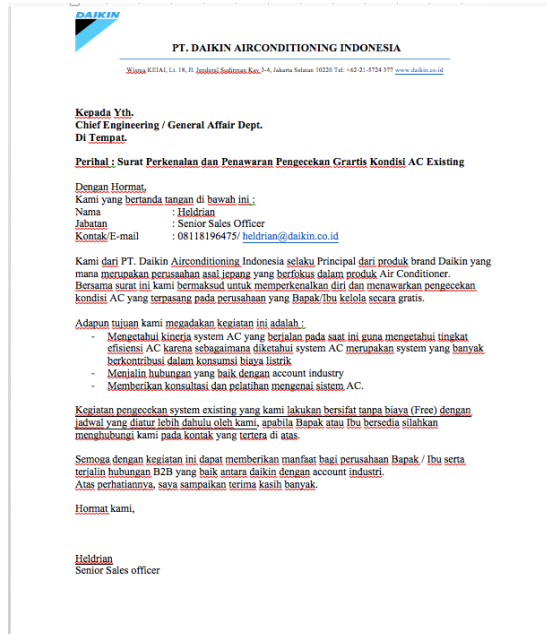 DAIKIN
PT. DAIKIN AIRCONDITIONING INDONESIA
Wisma KEIAI, Lt. 18, Jl. Jenderal Sudirman Kav 3-4, Jakarta Selatan 10220 Tel: +62-21-5724 377 www.daikin.co.id
Kepada Yth.
Chief Engineering / General Affair Dept.
Di Tempat.
Perihal : Surat Perkenalan dan Penawaran Pengecekan Grartis Kondisi AC Existing
Dengan Hormat,
Kami yang bertanda tangan di bawah ini :
Nama : Heldrian
Jabatan : Senior Sales Officer
Kontak/E-mail : 08118196475/ heldrian@daikin.co.id
Kami dari PT. Daikin Airconditioning Indonesia selaku Principal dari produk brand Daikin yang
mana merupakan perusaahan asal jepang yang berfokus dalam produk Air Conditioner.
Bersama surat ini kami bermaksud untuk memperkenalkan diri dan menawarkan pengecekan
kondisi AC yang terpasang pada perusahaan yang Bapak/Ibu kelola secara gratis.
Adapun tujuan kami megadakan kegiatan ini adalah :
- Mengetahui kinerja system AC yang berjalan pada saat ini guna mengetahui tingkat
efisiensi AC karena sebagaimana diketahui system AC merupakan system yang banyak
berkontribusi dalam konsumsi biaya listrik
- Menjalin hubungan yang baik dengan account industry
- Memberikan konsultasi dan pelatihan mengenai sistem AC.
Kegiatan pengecekan system existing yang kami lakukan bersifat tanpa biaya (Free) dengan
jadwal yang diatur lebih dahulu oleh kami, apabila Bapak atau Ibu bersedia silahkan
menghubungi kami pada kontak yang tertera di atas.
Semoga dengan kegiatan ini dapat memberikan manfaat bagi perusahaan Bapak / Ibu serta
terjalin hubungan B2B yang baik antara daikin dengan account industri.
Atas perhatiannya, saya sampaikan terima kasih banyak.
Hormat kami,
Heldrian
Senior Sales officer